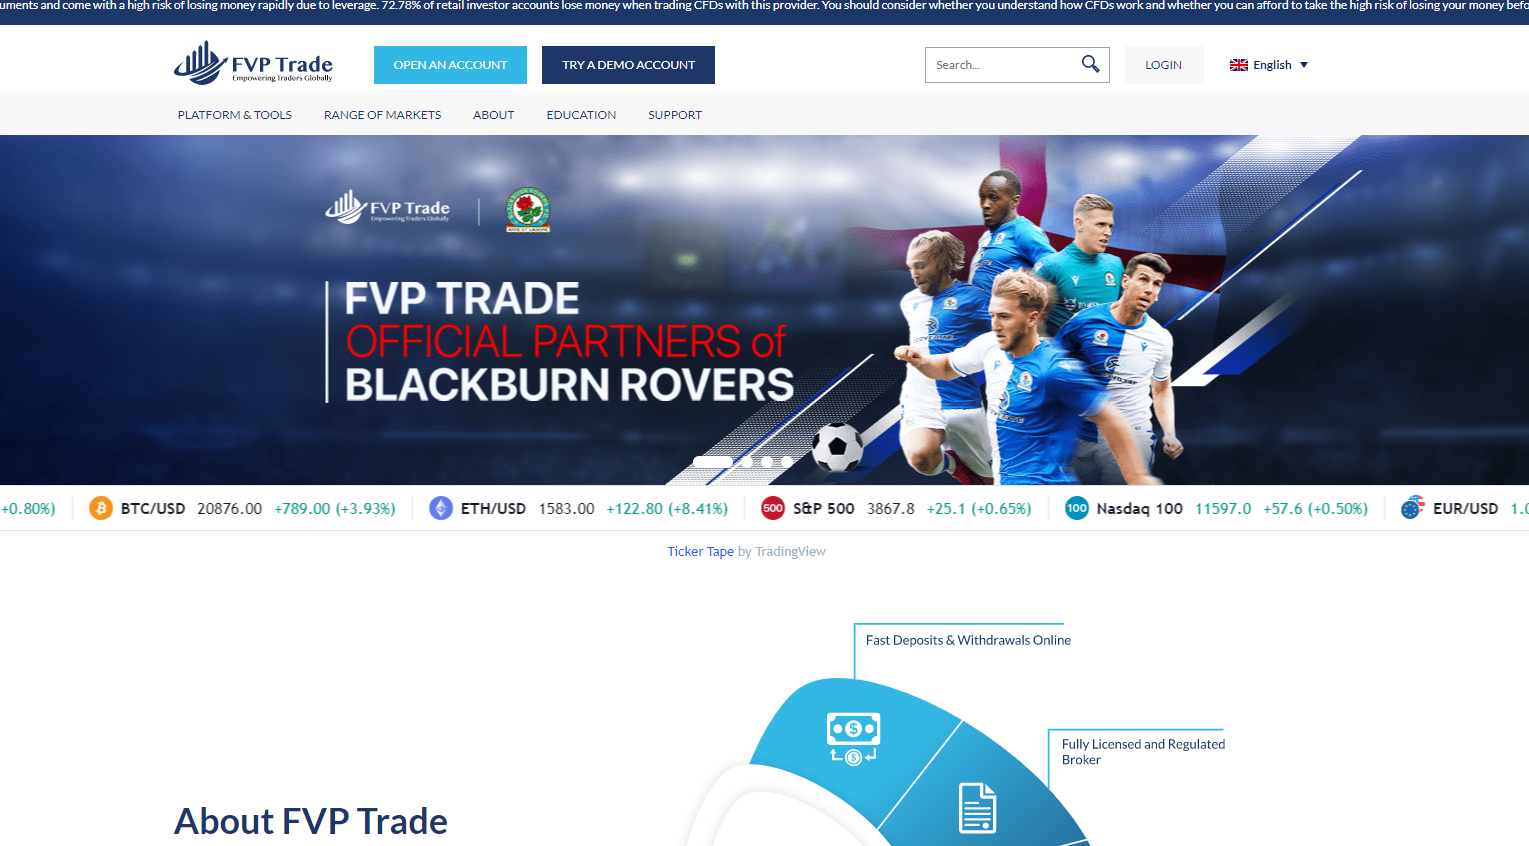 uments and come with a high risk of losing money rapidly due to leverage. 72.78% of retail investor accounts lose money when trading CFDs with this provider. You should consider whether you understand how CFDs work and whether you can afford to take the high risk of losing your money befo
FVP Trade
Empowering Traders Globally
OPEN AN ACCOUNT
TRY A DEMO ACCOUNT
Search...
LOGIN
English
PLATFORM & TOOLS
RANGE OF MARKETS
ABOUT
EDUCATION
SUPPORT
FVP Trade
Empowering Traders Globally
FVP TRADE
OFFICIAL PARTNERS of
BLACKBURN ROVERS
+0.80%)
BTC/USD 20876.00 +789.00 (+3.93%)
ETH/USD 1583.00 +122.80 (+8.41%)
500 S&P 500 3867.8 +25.1 (+0.65%)
100 Nasdaq 100 11597.0 +57.6 (+0.50%)
EUR/USD 1.0
Ticker Tape by TradingView
Fast Deposits & Withdrawals Online
Fully Licensed and Regulated
Broker
About FVP Trade